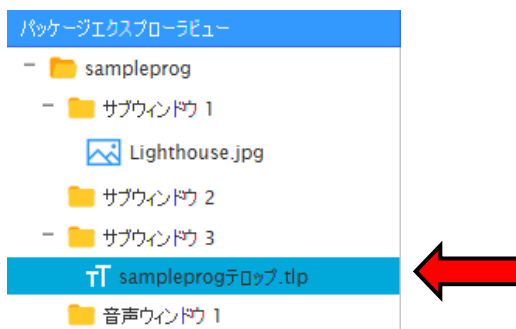 パッケージエクスプローラビュー
sampleprog
サブウィンドウ 1
Lighthouse.jpg
サブウィンドウ 2
サブウィンドウ 3
sampleprogテロップ.tlp
音声ウィンドウ 1